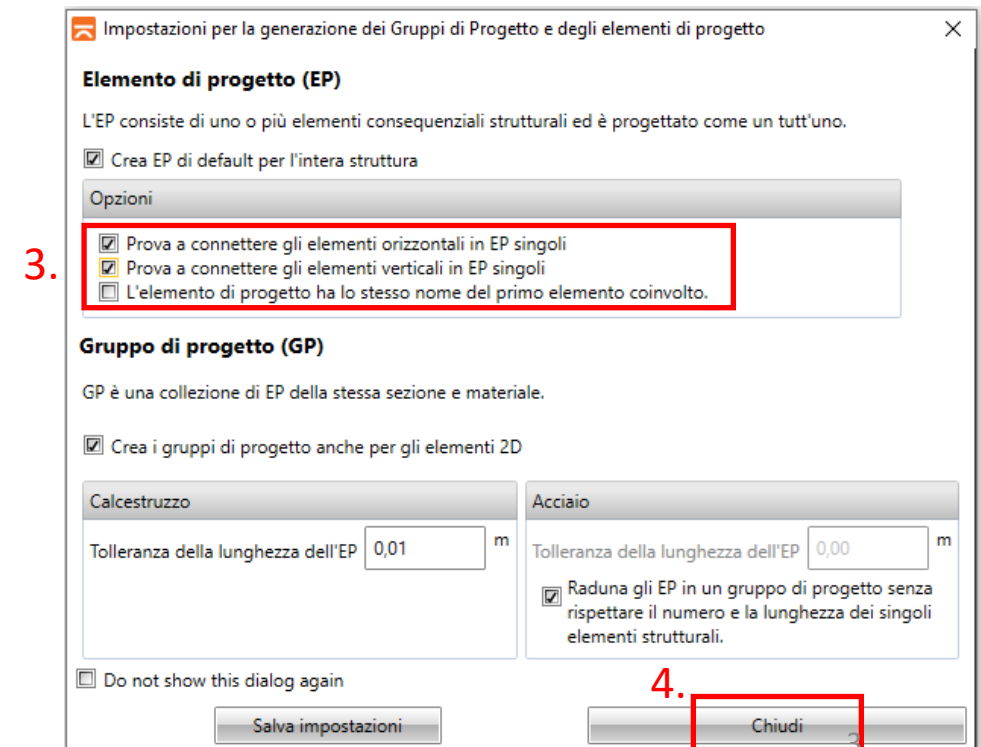 Impostazioni per la generazione dei Gruppi di Progetto e degli elementi di progetto
Elemento di progetto (EP)
L'EP consiste di uno o più elementi consequenziali strutturali ed è progettato come un tutt'uno.
Crea EP di default per l'intera struttura
Opzioni
3.
Prova a connettere gli elementi orizzontali in EP singoli
Prova a connettere gli elementi verticali in EP singoli
L'elemento di progetto ha lo stesso nome del primo elemento coinvolto.
Gruppo di progetto (GP)
GP è una collezione di EP della stessa sezione e materiale.
Crea i gruppi di progetto anche per gli elementi 2D
Calcestruzzo
Tolleranza della lunghezza dell'EP 0,01 m
Acciaio
Tolleranza della lunghezza dell'EP 0,00 m
Raduna gli EP in un gruppo di progetto senza
rispettare il numero e la lunghezza dei singoli
elementi strutturali.
Do not show this dialog again
4.
Salva impostazioni
Chiudi